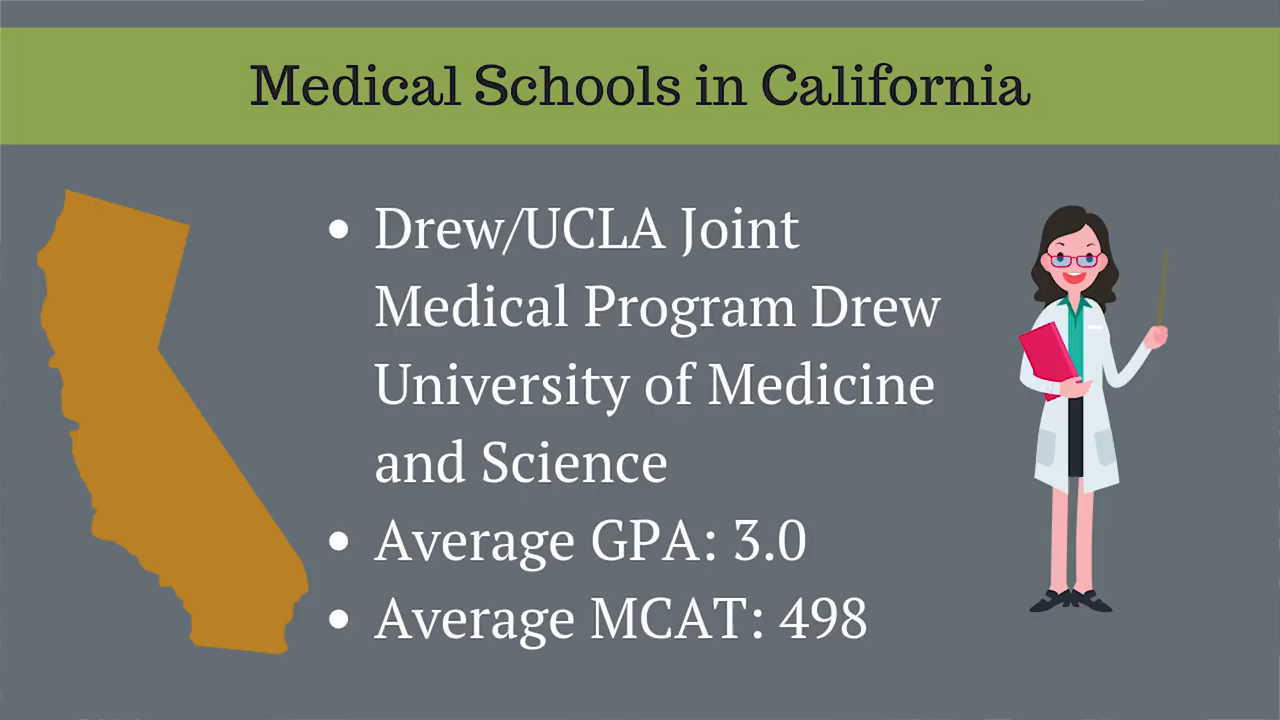 Medical Schools in California
• Drew/UCLA Joint
Medical Program Drew
University of Medicine
and Science
• Average GPA: 3.0
• Average MCAT: 498